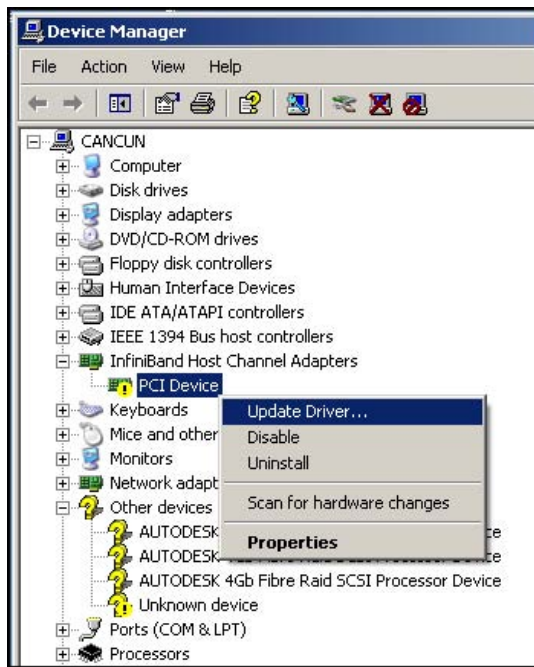 Device Manager
File Action View Help
CANCUN
Computer
Disk drives
Display adapters
DVD/CD-ROM drives
Floppy disk controllers
Human Interface Devices
IDE ATA/ATAPI controllers
IEEE 1394 Bus host controllers
InfiniBand Host Channel Adapters
PCI Device
Keyboards
Update Driver...
Mice and other
Disable
Monitors
Uninstall
Network adapt
Scan for hardware changes
Other devices
AUTODESK
Properties
AUTODESK
AUTODESK 4Gb Fibre Raid SCSI Processor Device
Unknown device
Ports (COM & LPT)
Processors